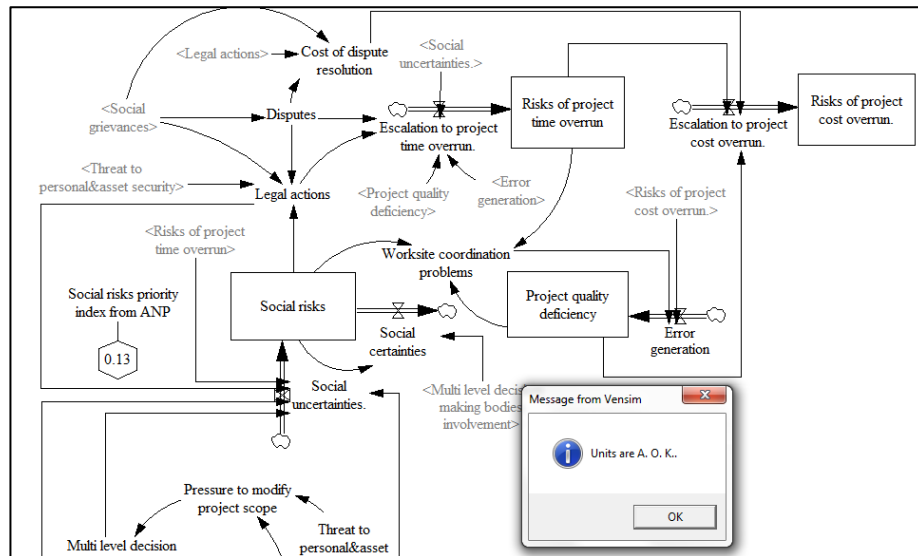 <Legal actions>
Cost of dispute
resolution
<Social
uncertainties.>
<Social
grievances>
Disputes
Escalation to project
time overrun.
Risks of project
time overrun
Escalation to project
cost overrun.
Risks of project
cost overrun.
<Threat to
personal&asset security>
Legal actions
<Project quality
deficiency>
<Error
generation>
<Risks of project
cost overrun.>
<Risks of project
time overrun>
Worksite coordination
problems
Social risks priority
index from ANP
0.13
Social risks
Project quality
deficiency
Error
generation
Social
certainties
Social
uncertainties.
<Multi level decis
making bodies
involvement>
Message from Vensim
Units are A. O. K..
OK
Pressure to modify
project scope
Multi level decision
Threat to
personal&asset